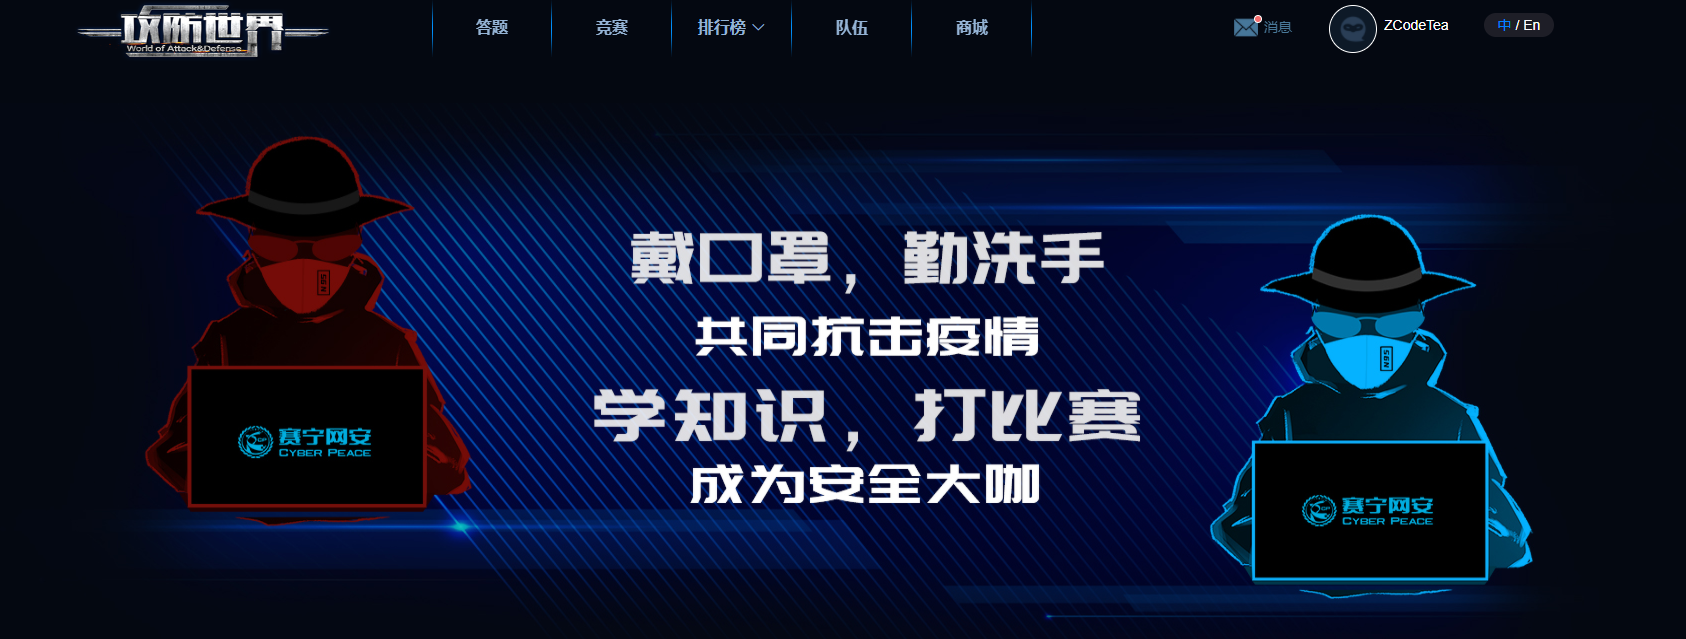 攻防世界
World of Attack&Defense
答题
竞赛
排行榜
队伍
商城
消息
ZCodeTea
中 / En
戴口罩，勤洗手
共同抗击疫情
学知识，打比赛
成为安全大咖
S6N
赛宁网安
CYBER PEACE
S6N
赛宁网安
CYBER PEACE